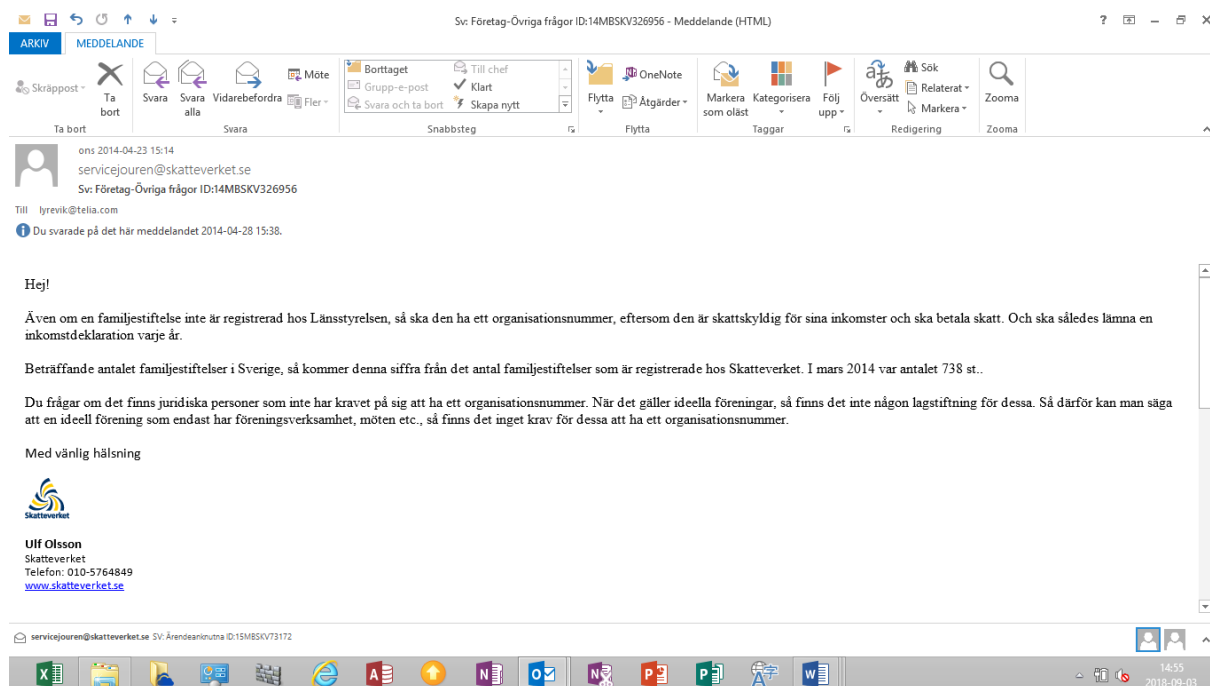 Sv: Företag-Övriga frågor ID:14MBSKV326956 - Meddelande (HTML)
ARKIV MEDDELANDE
Skräppost
Ta bort
Svara
Svara alla
Vidarebefordra
Möte
Fler
Borttaget
Grupp-e-post
Svara och ta bort
Till chef
Klart
Skapa nytt
Flytta
OneNote
Åtgärder
Markera som oläst
Kategorisera
Följ upp
Översätt
Sök
Relaterat
Markera
Zooma
Ta bort Svara Snabbsteg Flytta Taggar Redigering Zooma
ons 2014-04-23 15:14
servicejouren@skatteverket.se
Sv: Företag-Övriga frågor ID:14MBSKV326956
Till lyrevik@telia.com
Du svarade på det här meddelandet 2014-04-28 15:38.
Hej!
Även om en familjestiftelse inte är registrerad hos Länsstyrelsen, så ska den ha ett organisationsnummer, eftersom den är skattskyldig för sina inkomster och ska betala skatt. Och ska således lämna en
inkomstdeklaration varje år.
Beträffande antalet familjestiftelser i Sverige, så kommer denna siffra från det antal familjestiftelser som är registrerade hos Skatteverket. I mars 2014 var antalet 738 st..
Du frågar om det finns juridiska personer som inte har kravet på sig att ha ett organisationsnummer. När det gäller ideella föreningar, så finns det inte någon lagstiftning för dessa. Så därför kan man säga
att en ideell förening som endast har föreningsverksamhet, möten etc., så finns det inget krav för dessa att ha ett organisationsnummer.
Med vänlig hälsning
Skatteverket
Ulf Olsson
Skatteverket
Telefon: 010-5764849
www.skatteverket.se
servicejouren@skatteverket.se SV: Ärendeanknutna ID:15MBSKV73172
14:55
2018-09-03